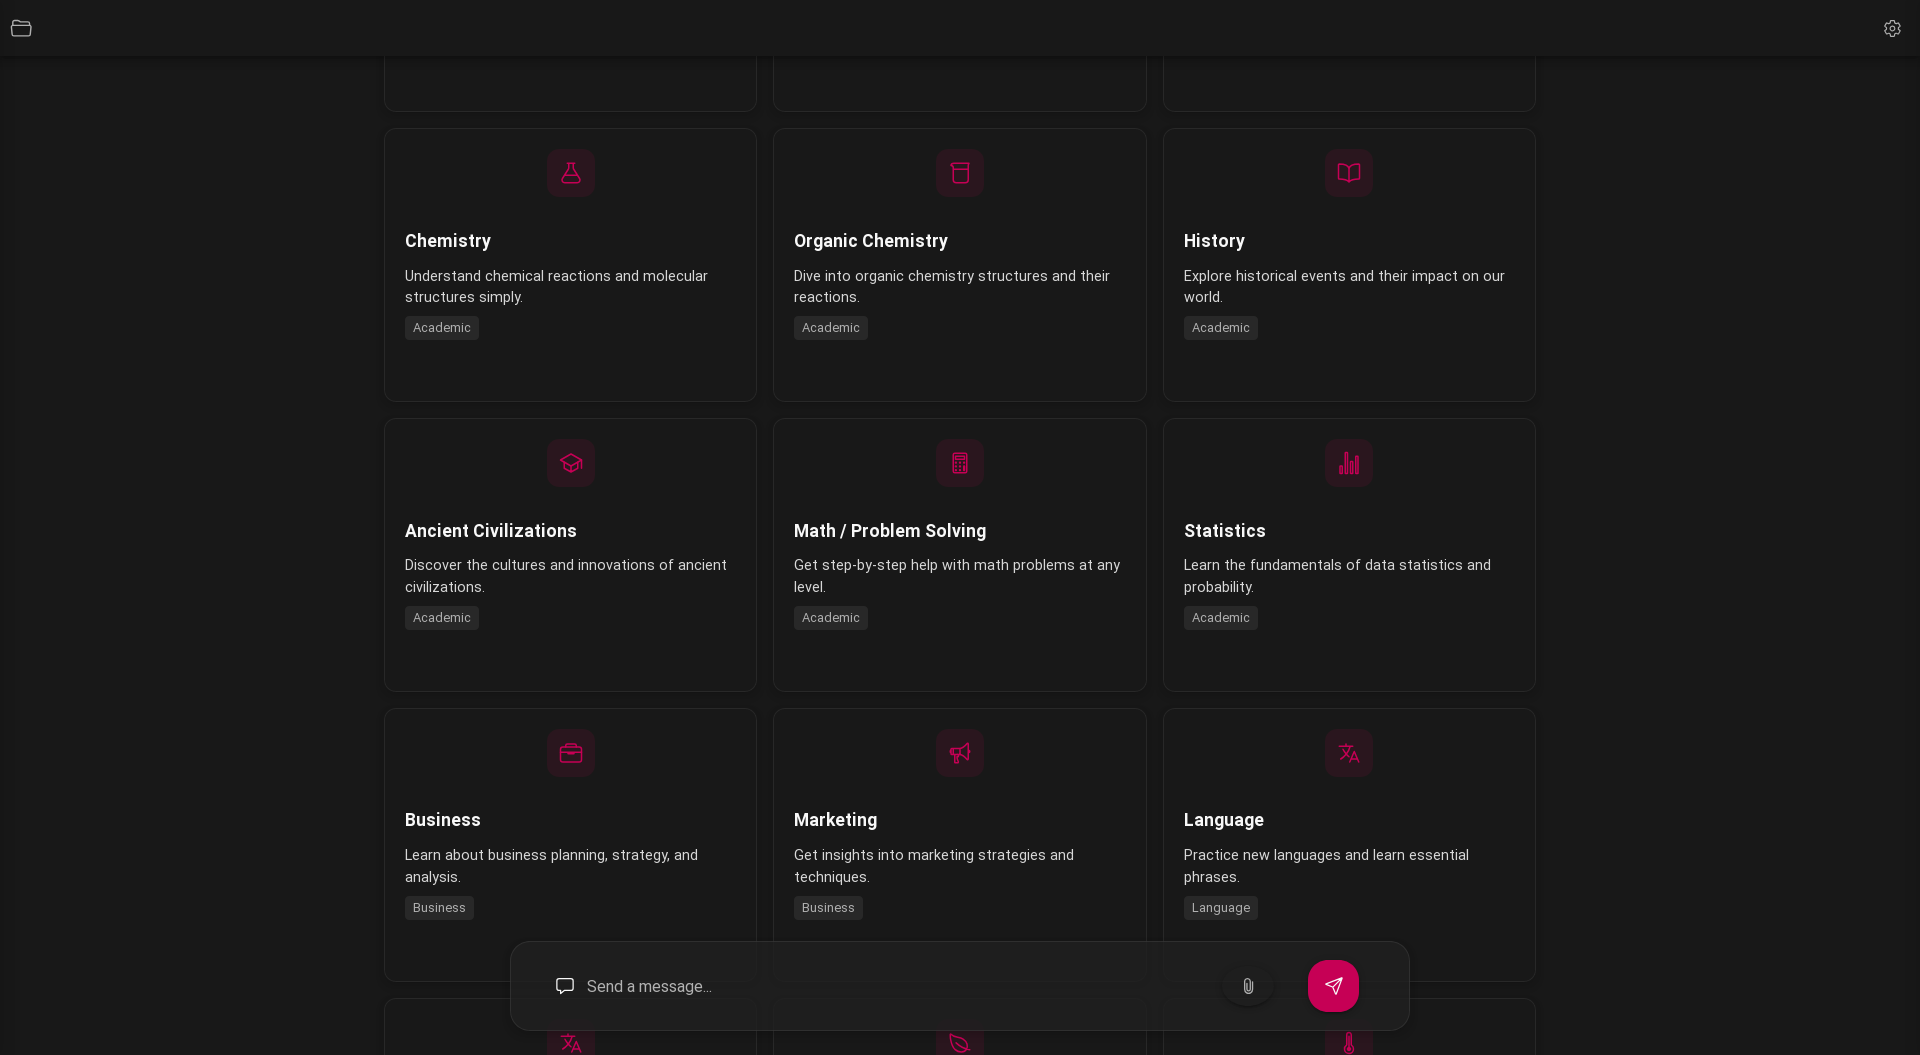 Chemistry
Understand chemical reactions and molecular
structures simply.
Academic
Organic Chemistry
Dive into organic chemistry structures and their
reactions.
Academic
History
Explore historical events and their impact on our
world.
Academic
Ancient Civilizations
Discover the cultures and innovations of ancient
civilizations.
Academic
Math / Problem Solving
Get step-by-step help with math problems at any
level.
Academic
Statistics
Learn the fundamentals of data statistics and
probability.
Academic
Business
Learn about business planning, strategy, and
analysis.
Business
Marketing
Get insights into marketing strategies and
techniques.
Business
Language
Practice new languages and learn essential
phrases.
Language
Send a message...